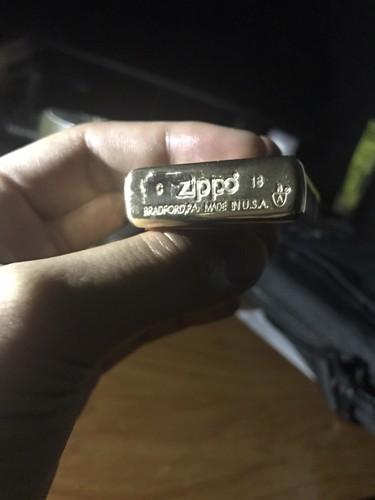 G zippo 18
BRADFORD,PA. MADE IN U.S.A.